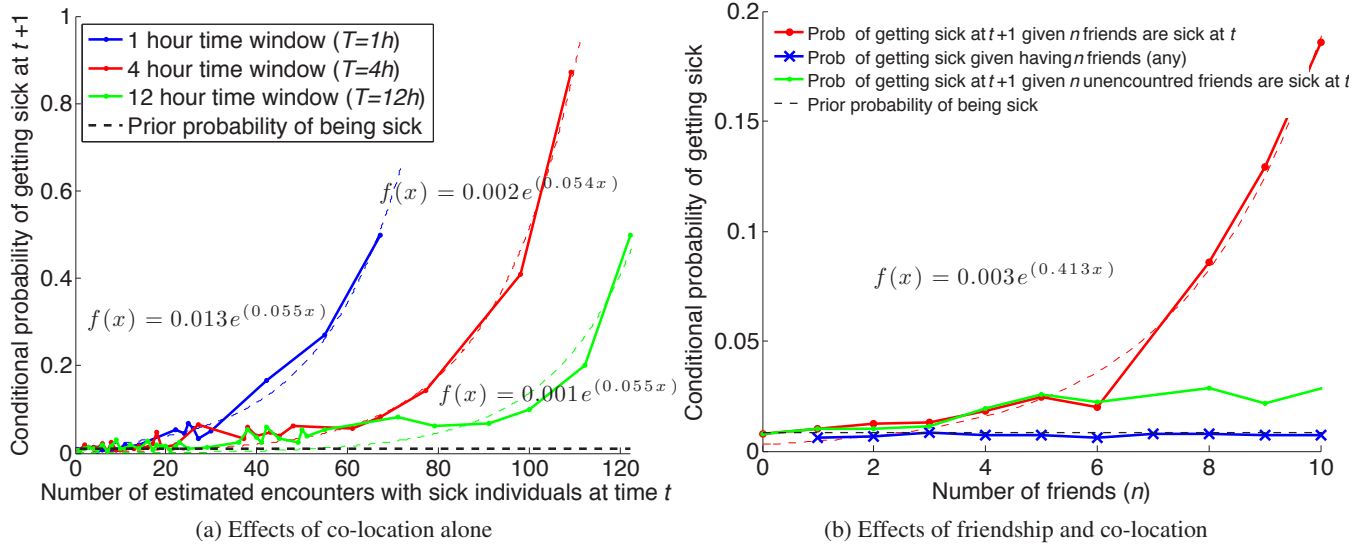 Conditional probability of getting sick at t +1
1
0.8
0.6
0.4
0.2
0
0
20
40
60
80
100
120
1 hour time window (T=1h)
4 hour time window (T=4h)
12 hour time window (T=12h)
Prior probability of being sick
f(x) = 0.002e^(0.054x)
f(x) = 0.013e^(0.055x)
f(x) = 0.001e^(0.055x)
Number of estimated encounters with sick individuals at time t
(a) Effects of co-location alone
Conditional probability of getting sick
0.2
0.15
0.1
0.05
0
0
2
4
6
8
10
Prob of getting sick at t+1 given n friends are sick at t
Prob of getting sick given having n friends (any)
Prob of getting sick at t+1 given n unencountred friends are sick at t
Prior probability of being sick
f(x) = 0.003e^(0.413x)
Number of friends (n)
(b) Effects of friendship and co-location